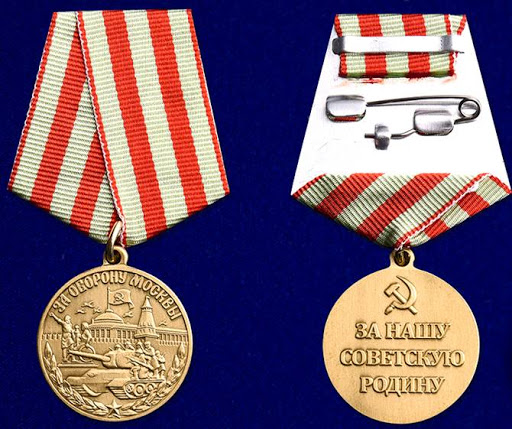 ЗА ОБОРОНУ МОСКВЫ
ЗА НАШУ
СОВЕТСКУЮ
РОДИНУ